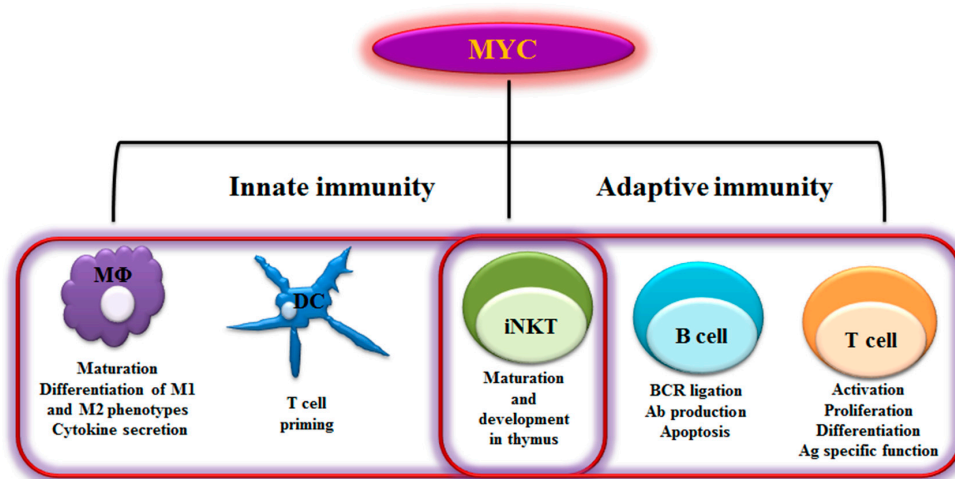 MYC
Innate immunity
Adaptive immunity
MΦ
Maturation
Differentiation of M1
and M2 phenotypes
Cytokine secretion
DC
T cell
priming
iNKT
Maturation
and
development
in thymus
B cell
BCR ligation
Ab production
Apoptosis
T cell
Activation
Proliferation
Differentiation
Ag specific function